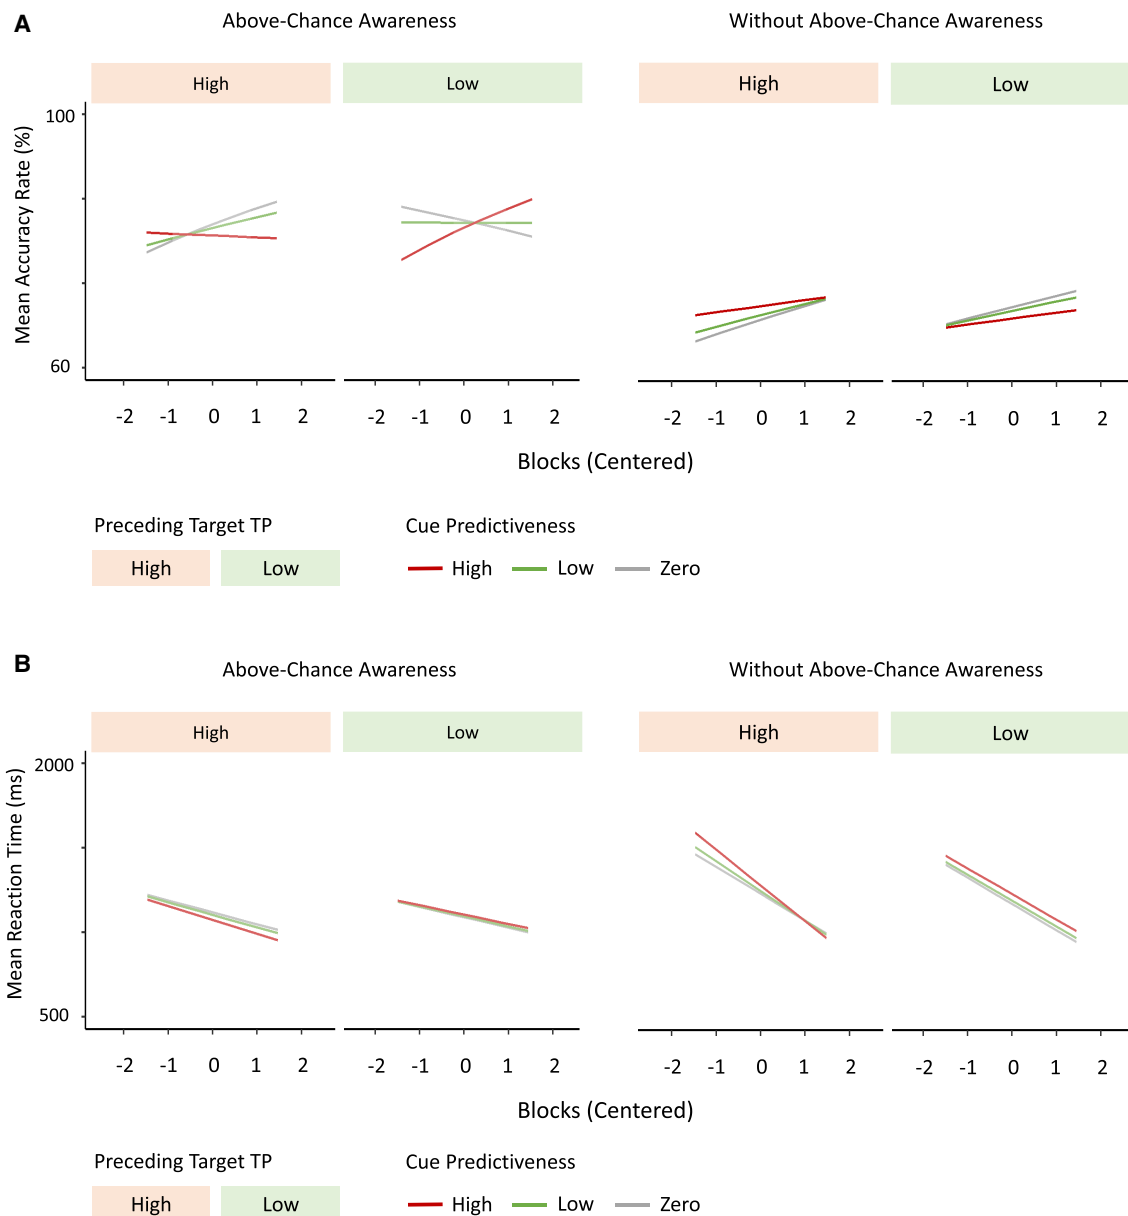 A
Above-Chance Awareness
Without Above-Chance Awareness
High
Low
High
Low
Mean Accuracy Rate (%)
100
60
-2 -1 0 1 2
-2 -1 0 1 2
-2 -1 0 1 2
-2 -1 0 1 2
Blocks (Centered)
Preceding Target TP
High
Low
Cue Predictiveness
High
Low
Zero
B
Above-Chance Awareness
Without Above-Chance Awareness
High
Low
High
Low
Mean Reaction Time (ms)
2000
500
-2 -1 0 1 2
-2 -1 0 1 2
-2 -1 0 1 2
-2 -1 0 1 2
Blocks (Centered)
Preceding Target TP
High
Low
Cue Predictiveness
High
Low
Zero